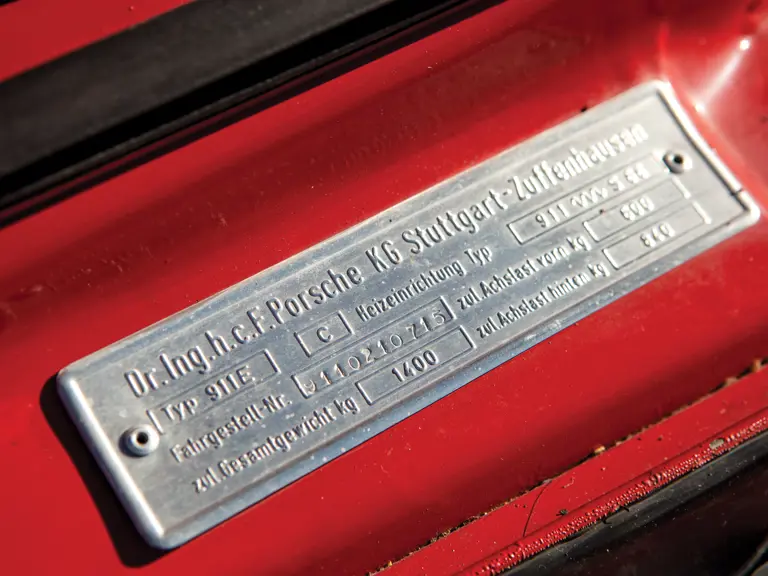 Dr.Ing.h.c.F.Porsche KG Stuttgart-Zuffenhausen
Typ 911E C Heizeinrichtung Typ 911
Fahrgestell-Nr. 9110210715 zul.Achslast vorn kg 600
zul.Gesamtgewicht kg 1400 zul.Achslast hinten kg 840